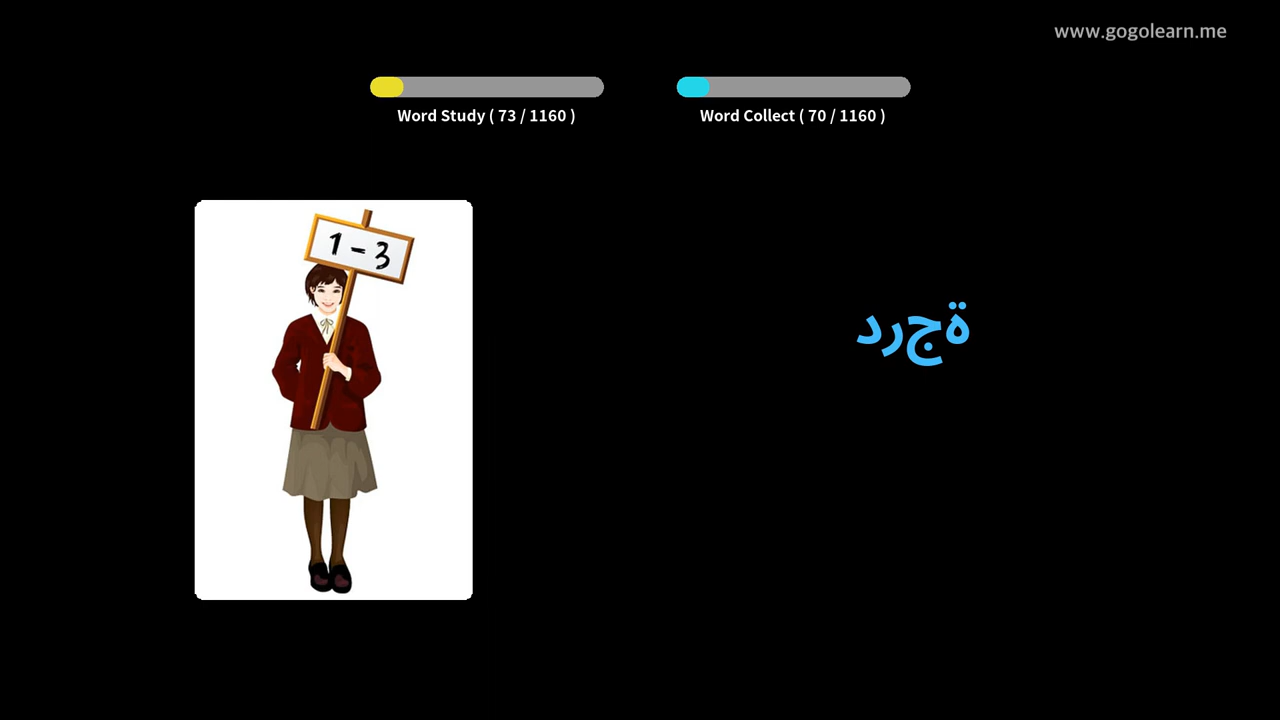 www.gogolearn.me
Word Study ( 73 / 1160 )
Word Collect ( 70 / 1160 )
1 - 3
ةجرد